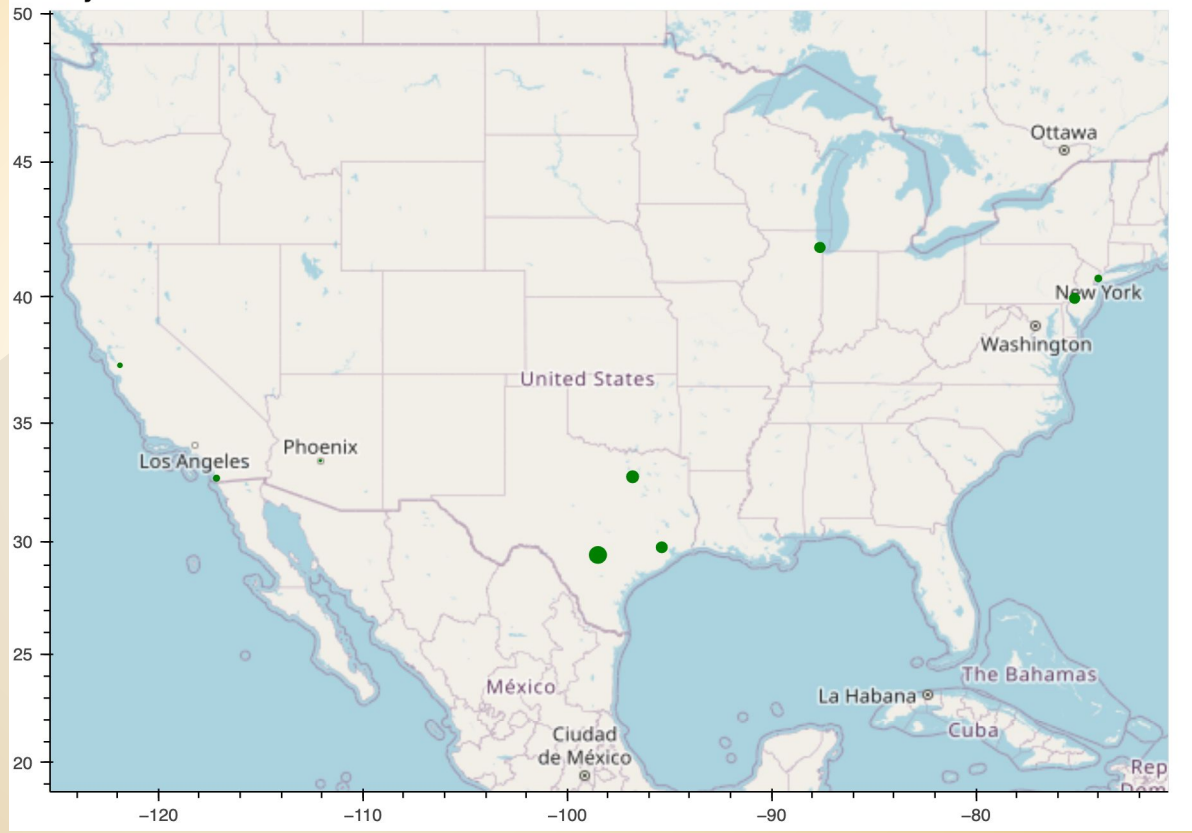 50
45
40
35
30
25
20
−120
−110
−100
−90
−80
Ottawa
New York
Washington
United States
Phoenix
Los Angeles
México
The Bahamas
La Habana
Cuba
Ciudad
de México
Rep